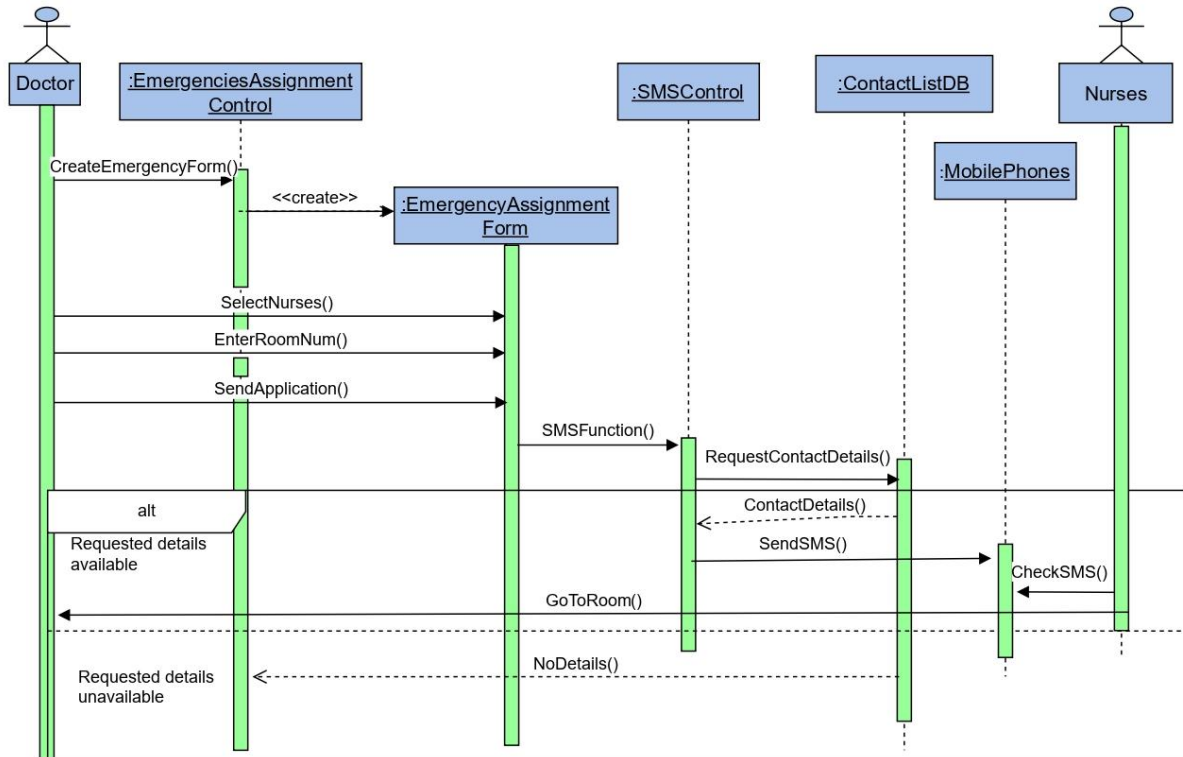 Doctor
:EmergenciesAssignment
Control
:SMSControl
:ContactListDB
Nurses
:MobilePhones
CreateEmergencyForm()
<<create>>
:EmergencyAssignment
Form
SelectNurses()
EnterRoomNum()
SendApplication()
SMSFunction()
RequestContactDetails()
alt
ContactDetails()
Requested details
available
SendSMS()
CheckSMS()
GoToRoom()
NoDetails()
Requested details
unavailable